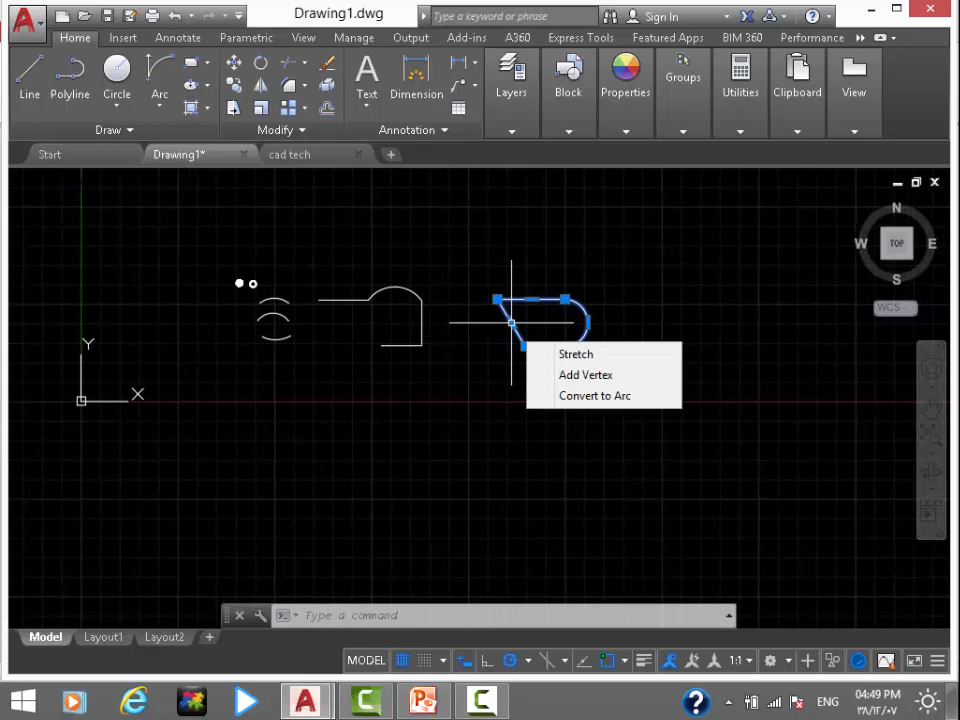 Drawing1.dwg
Type a keyword or phrase
Sign In
Home
Insert
Annotate
Parametric
View
Manage
Output
Add-ins
A360
Express Tools
Featured Apps
BIM 360
Performance
Line
Polyline
Circle
Arc
Text
Dimension
Layers
Block
Properties
Groups
Utilities
Clipboard
View
Draw
Modify
Annotation
Start
Drawing1*
cad tech
N
W
TOP
E
S
WCS
Y
X
Stretch
Add Vertex
Convert to Arc
Type a command
Model
Layout1
Layout2
MODEL
1:1
ENG
04:49 PM
٣٨/١٢/٠٧